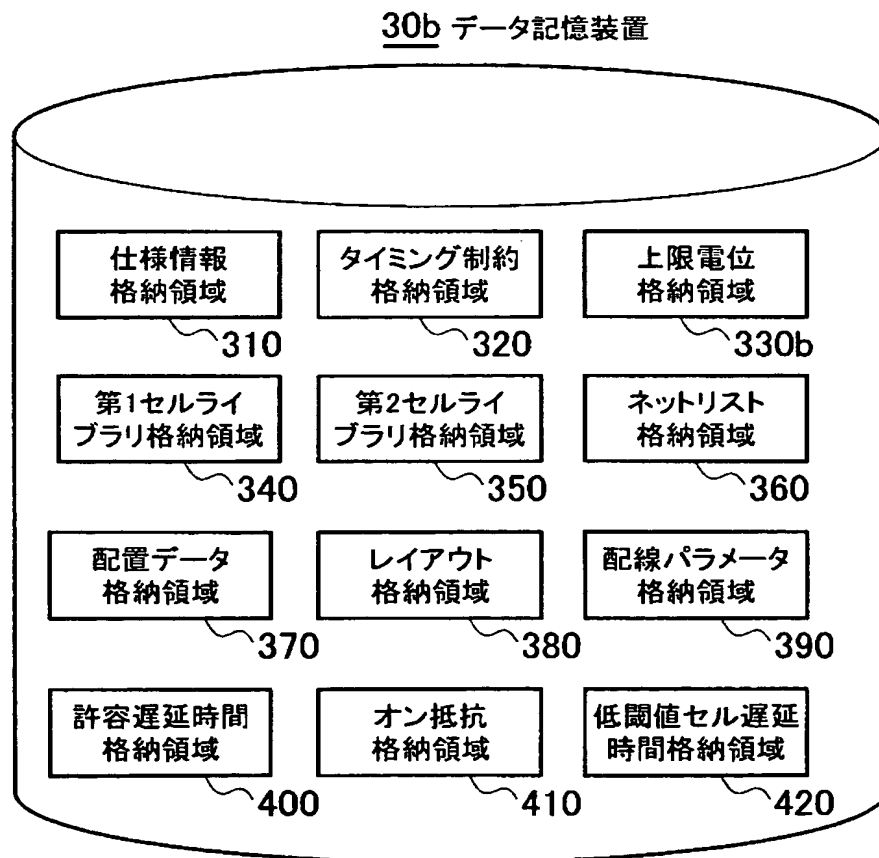 30b データ記憶装置
仕様情報
格納領域
310
タイミング制約
格納領域
320
上限電位
格納領域
330b
第1セルライ
ブラリ格納領域
340
第2セルライ
ブラリ格納領域
350
ネットリスト
格納領域
360
配置データ
格納領域
370
レイアウト
格納領域
380
配線パラメータ
格納領域
390
許容遅延時間
格納領域
400
オン抵抗
格納領域
410
低閾値セル遅延
時間格納領域
420